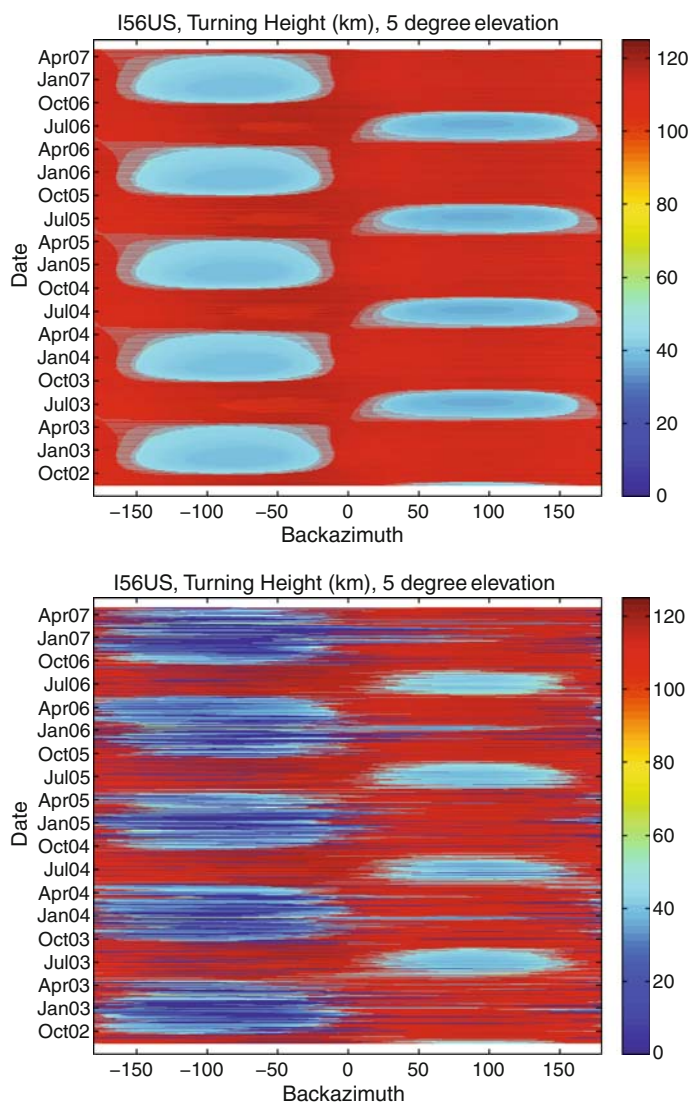 I56US, Turning Height (km), 5 degree elevation
Apr07
Jan07
Oct06
Jul06
Apr06
Jan06
Oct05
Jul05
Apr05
Jan05
Oct04
Jul04
Apr04
Jan04
Oct03
Jul03
Apr03
Jan03
Oct02
Date
−150 −100 −50 0 50 100 150
Backazimuth
120
100
80
60
40
20
0
I56US, Turning Height (km), 5 degree elevation
Apr07
Jan07
Oct06
Jul06
Apr06
Jan06
Oct05
Jul05
Apr05
Jan05
Oct04
Jul04
Apr04
Jan04
Oct03
Jul03
Apr03
Jan03
Oct02
Date
−150 −100 −50 0 50 100 150
Backazimuth
120
100
80
60
40
20
0